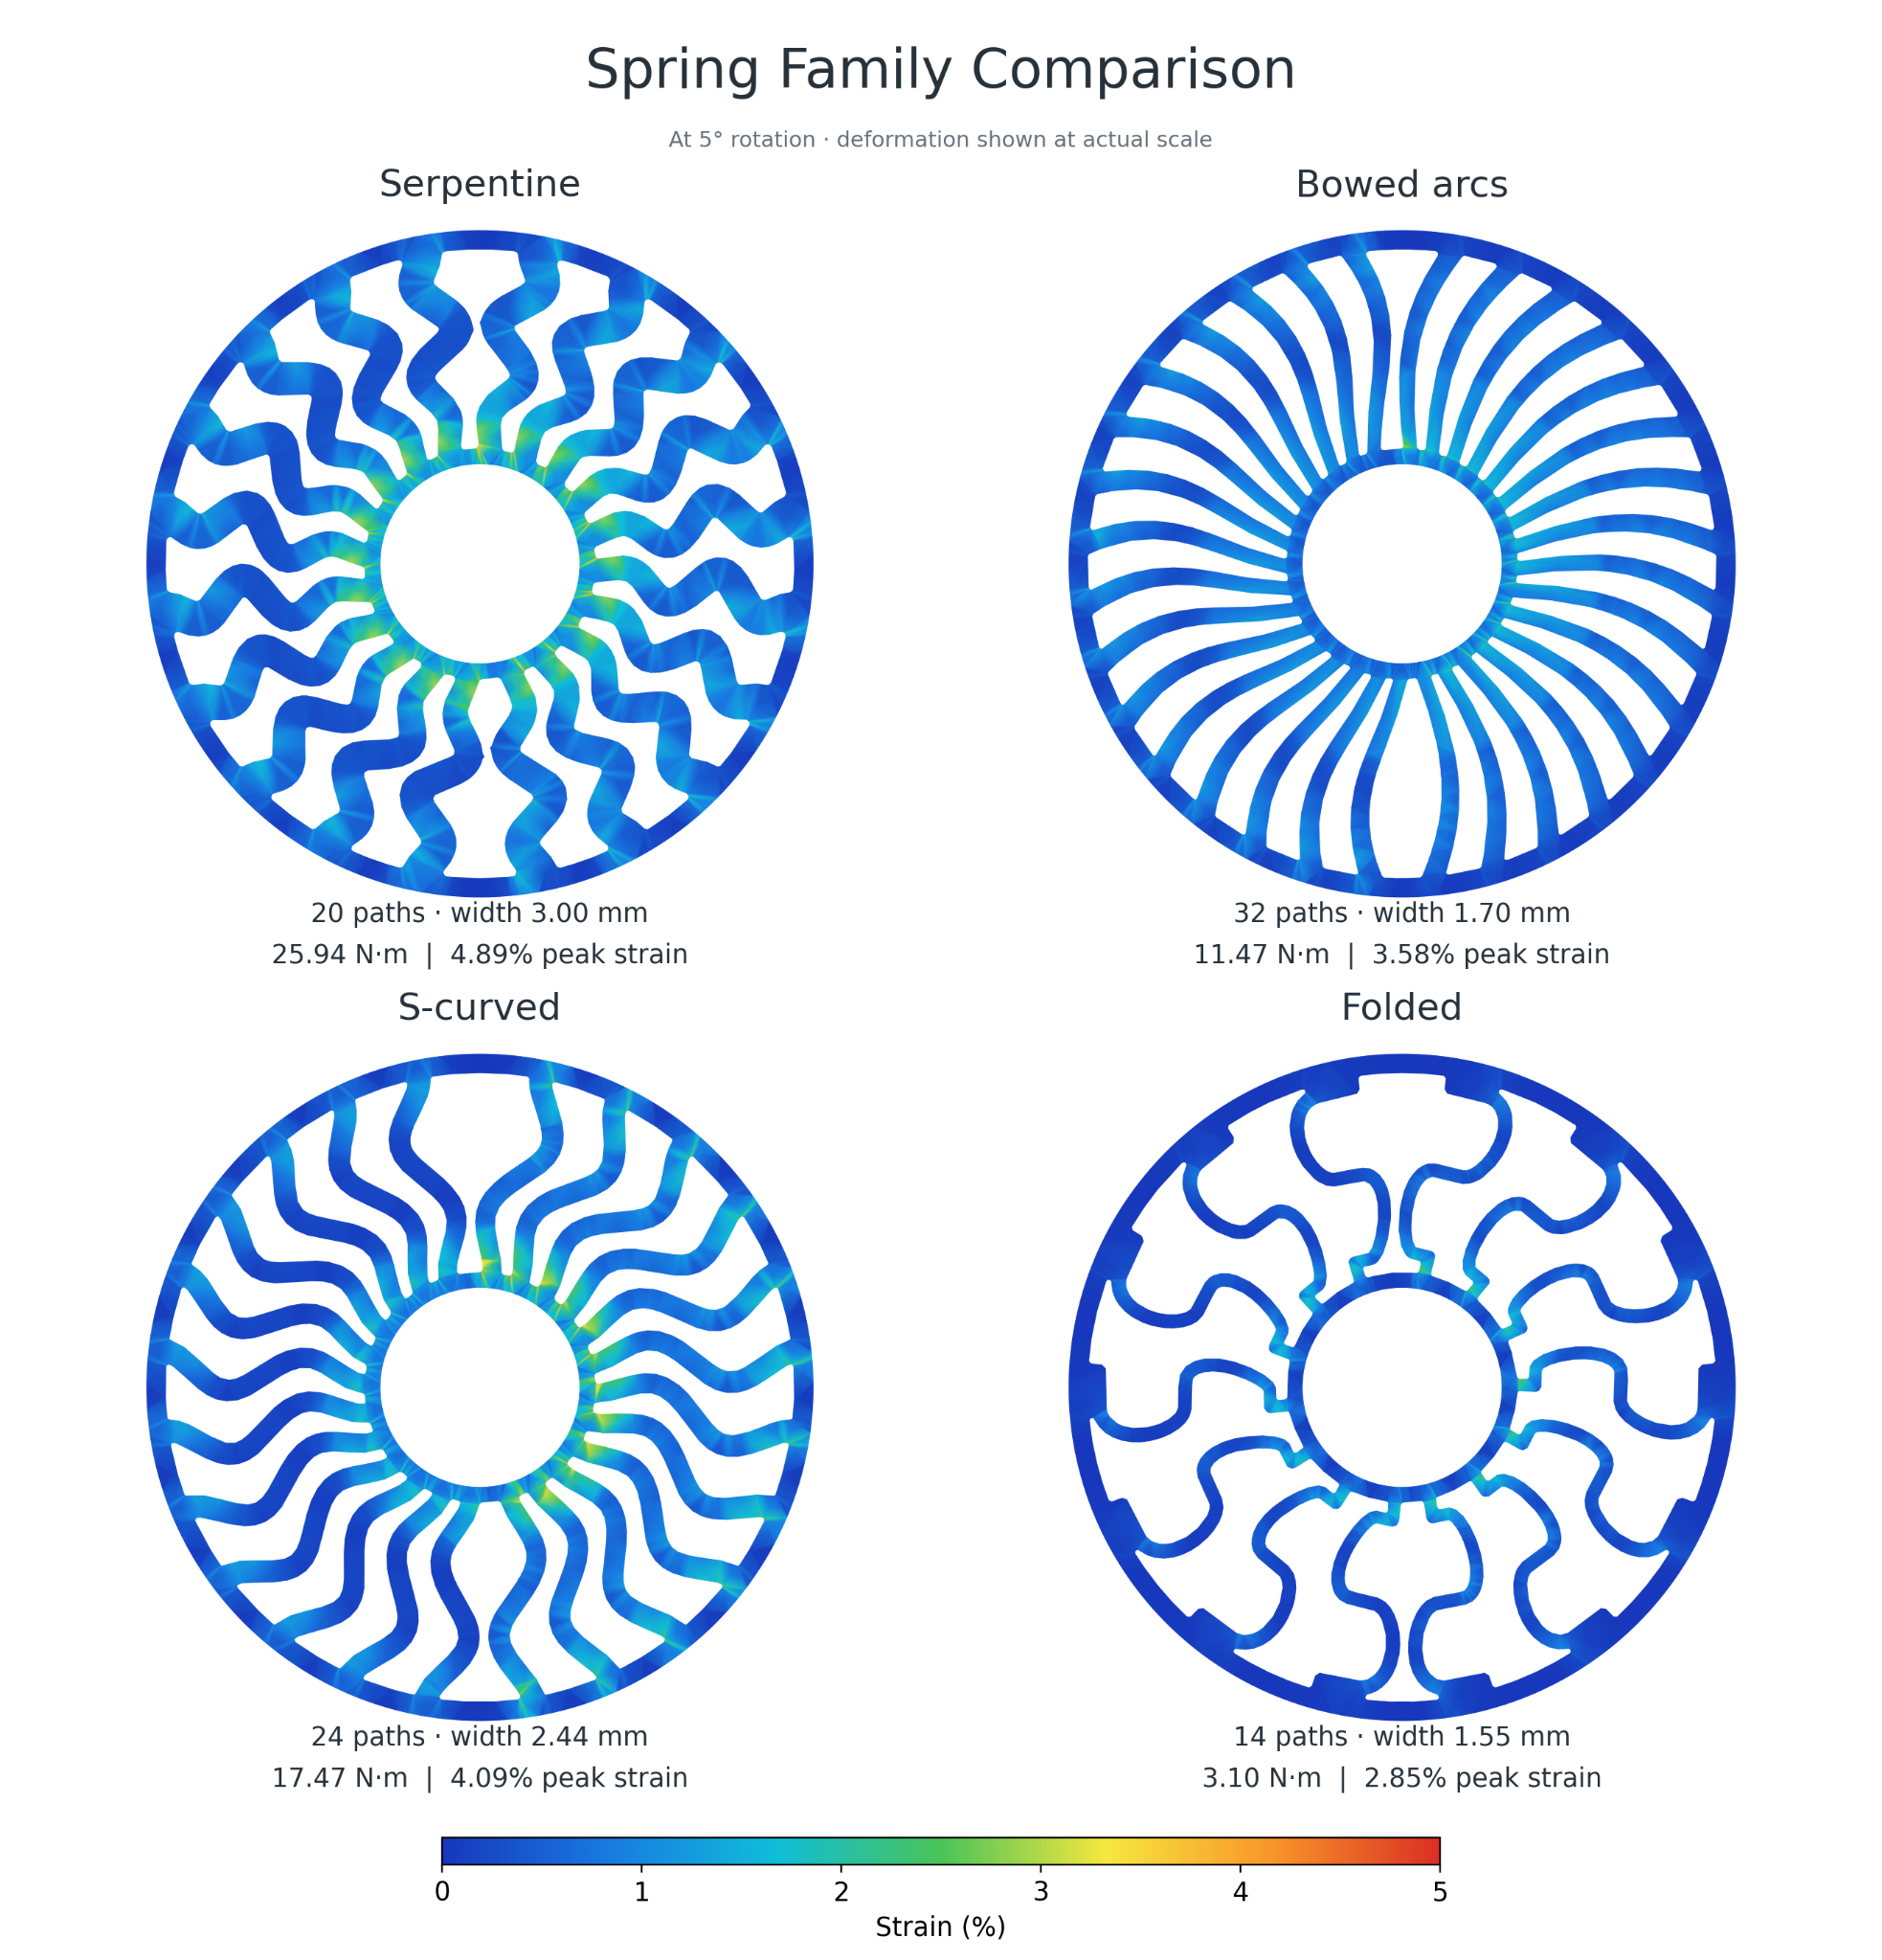 Spring Family Comparison
At 5° rotation · deformation shown at actual scale
Serpentine
Bowed arcs
20 paths · width 3.00 mm
25.94 N·m | 4.89% peak strain
32 paths · width 1.70 mm
11.47 N·m | 3.58% peak strain
S-curved
Folded
24 paths · width 2.44 mm
17.47 N·m | 4.09% peak strain
14 paths · width 1.55 mm
3.10 N·m | 2.85% peak strain
0 1 2 3 4 5
Strain (%)